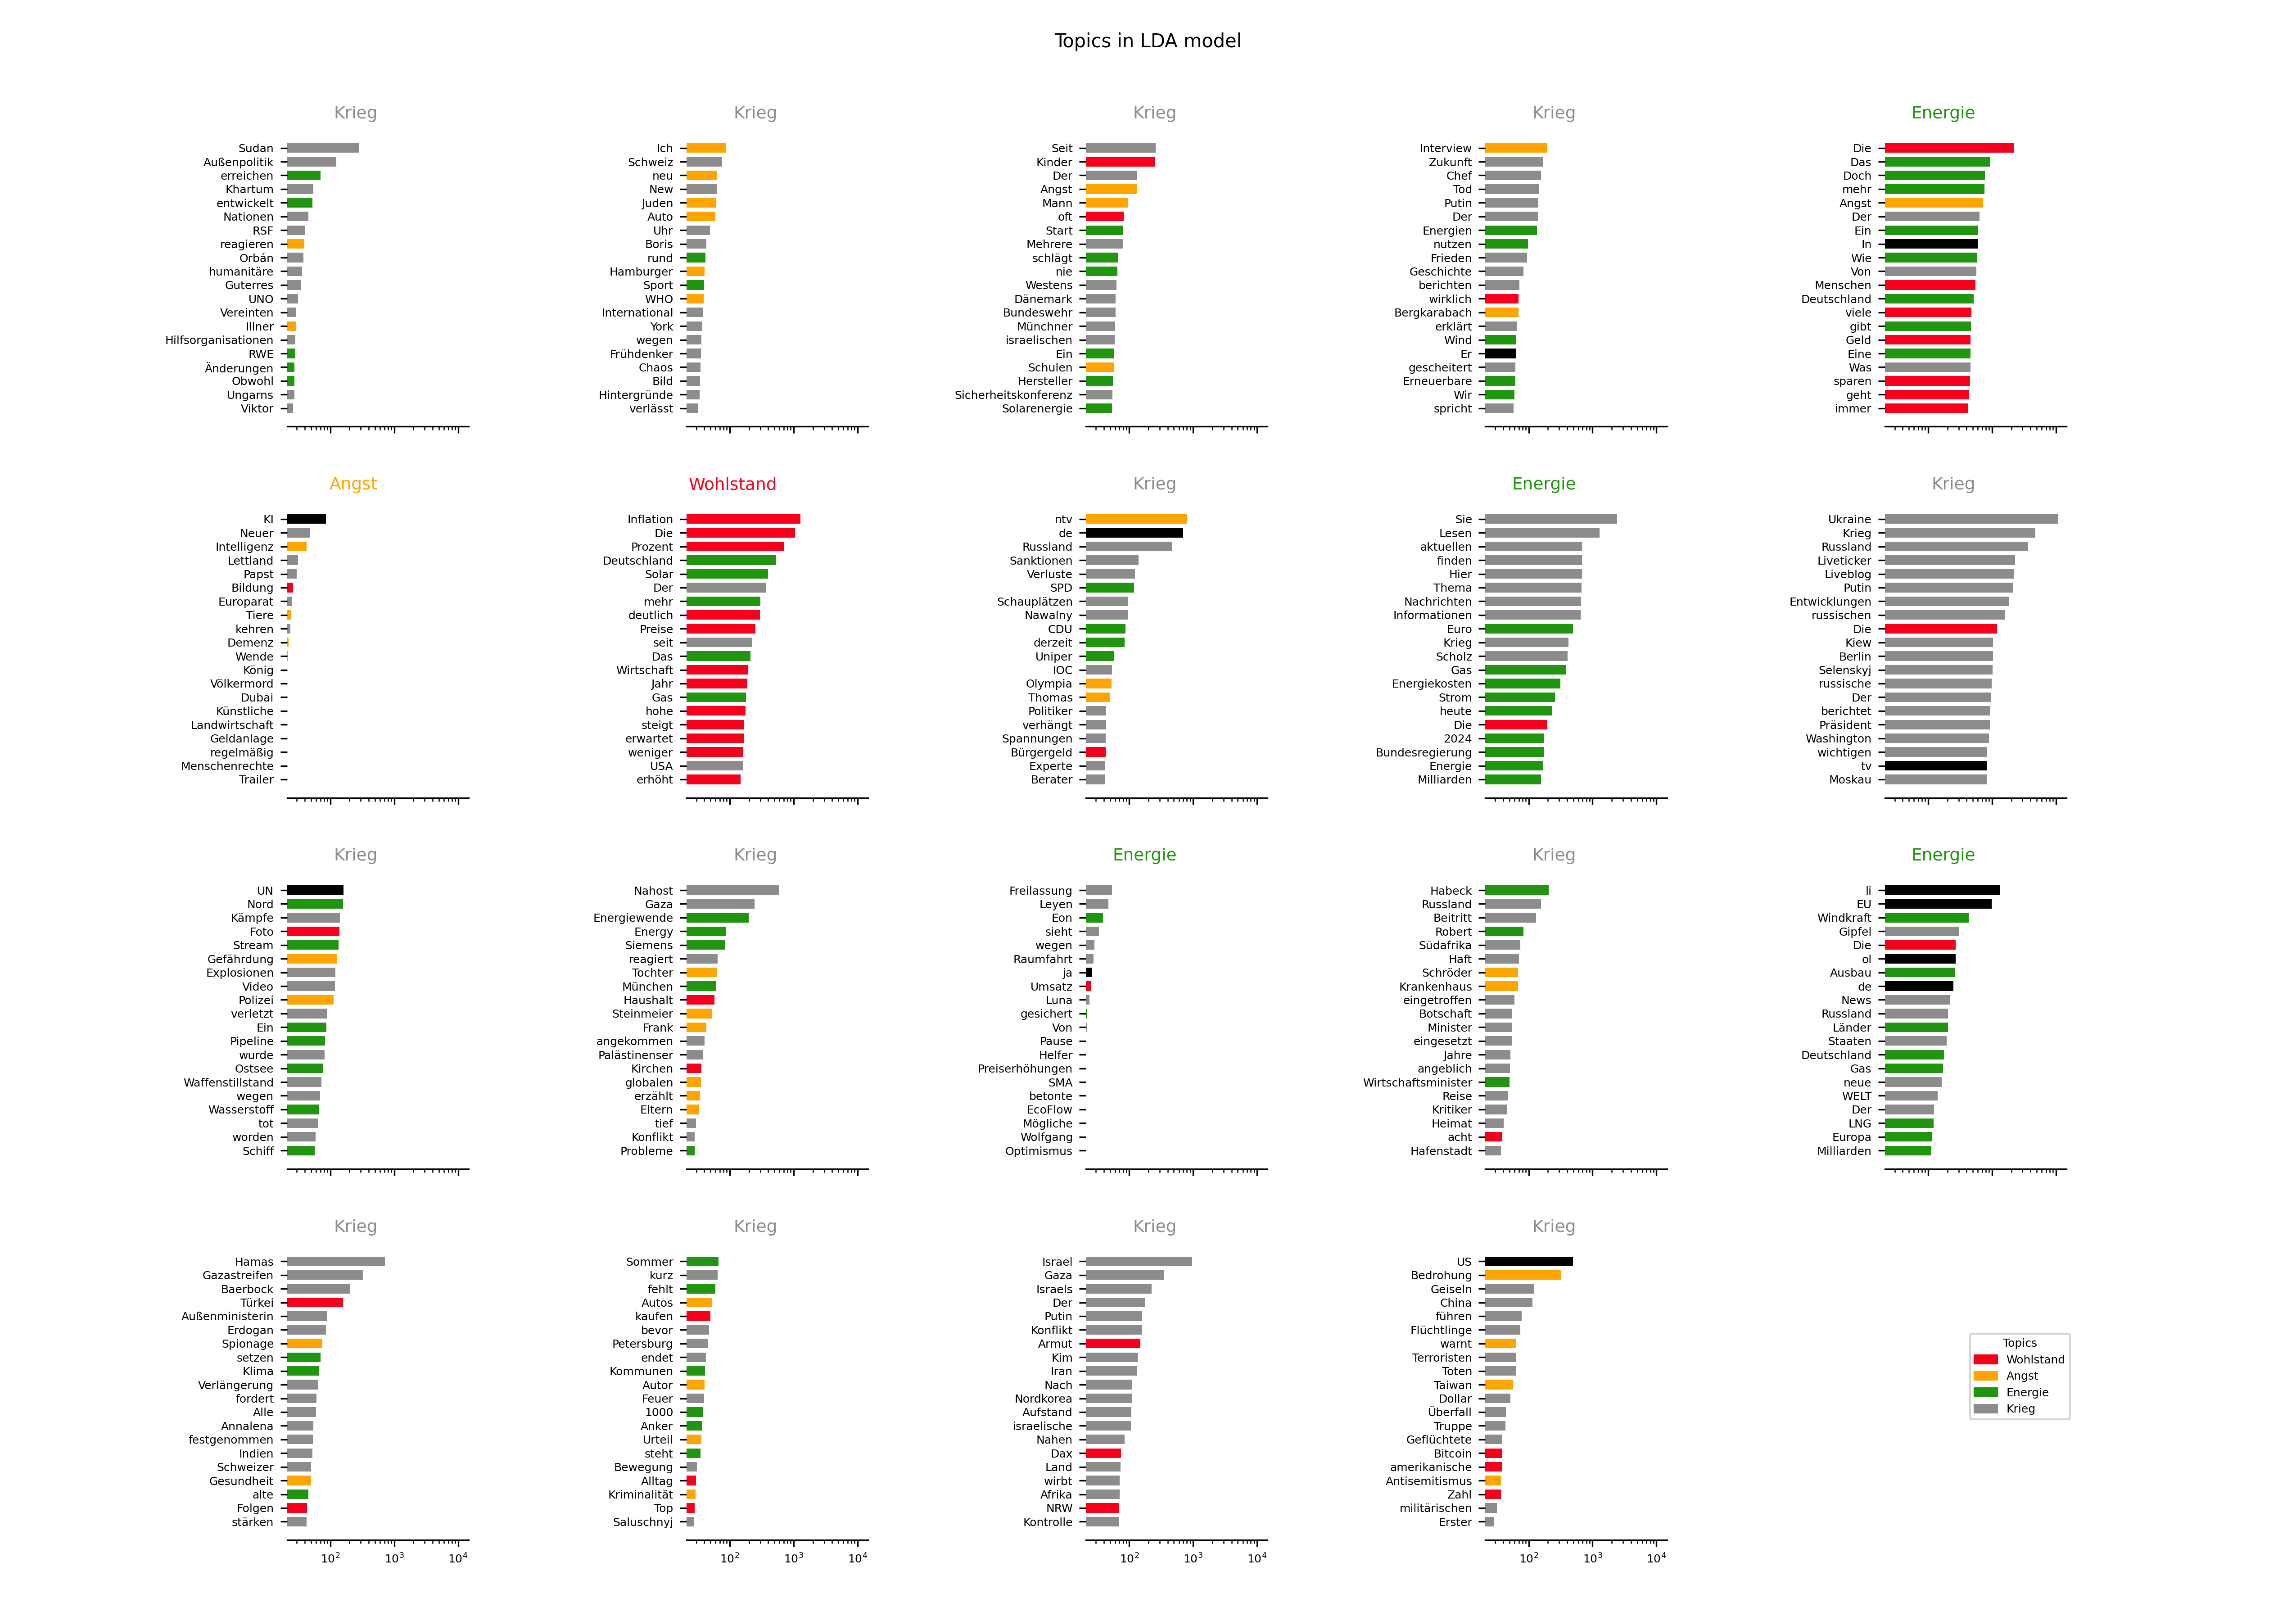 Topics in LDA model
Krieg
Sudan
Außenpolitik
erreichen
Khartum
entwickelt
Nationen
RSF
reagieren
Orbán
humanitäre
Guterres
UNO
Vereinten
Illner
Hilfsorganisationen
RWE
Änderungen
Obwohl
Ungarns
Viktor
Krieg
Ich
Schweiz
neu
New
Juden
Auto
Uhr
Boris
rund
Hamburger
Sport
WHO
International
York
wegen
Frühdenker
Chaos
Bild
Hintergründe
verlässt
Krieg
Seit
Kinder
Der
Angst
Mann
oft
Start
Mehrere
schlägt
nie
Westens
Dänemark
Bundeswehr
Münchner
israelischen
Ein
Schulen
Hersteller
Sicherheitskonferenz
Solarenergie
Krieg
Interview
Zukunft
Chef
Tod
Putin
Der
Energien
nutzen
Frieden
Geschichte
berichten
wirklich
Bergkarabach
erklärt
Wind
Er
gescheitert
Erneuerbare
Wir
spricht
Energie
Die
Das
Doch
mehr
Angst
Der
Ein
In
Wie
Von
Menschen
Deutschland
viele
gibt
Geld
Eine
Was
sparen
geht
immer
Angst
KI
Neuer
Intelligenz
Lettland
Papst
Bildung
Europarat
Tiere
kehren
Demenz
Wende
König
Völkermord
Dubai
Künstliche
Landwirtschaft
Geldanlage
regelmäßig
Menschenrechte
Trailer
Wohlstand
Inflation
Die
Prozent
Deutschland
Solar
Der
mehr
deutlich
Preise
seit
Das
Wirtschaft
Jahr
Gas
hohe
steigt
erwartet
weniger
USA
erhöht
Krieg
ntv
de
Russland
Sanktionen
Verluste
SPD
Schauplätzen
Nawalny
CDU
derzeit
Uniper
IOC
Olympia
Thomas
Politiker
verhängt
Spannungen
Bürgergeld
Experte
Berater
Energie
Sie
Lesen
aktuellen
finden
Hier
Thema
Nachrichten
Informationen
Euro
Krieg
Scholz
Gas
Energiekosten
Strom
heute
Die
2024
Bundesregierung
Energie
Milliarden
Krieg
Ukraine
Krieg
Russland
Liveticker
Liveblog
Putin
Entwicklungen
russischen
Die
Kiew
Berlin
Selenskyj
russische
Der
berichtet
Präsident
Washington
wichtigen
tv
Moskau
Krieg
UN
Nord
Kämpfe
Foto
Stream
Gefährdung
Explosionen
Video
Polizei
verletzt
Ein
Pipeline
wurde
Ostsee
Waffenstillstand
wegen
Wasserstoff
tot
worden
Schiff
Krieg
Nahost
Gaza
Energiewende
Energy
Siemens
reagiert
Tochter
München
Haushalt
Steinmeier
Frank
angekommen
Palästinenser
Kirchen
globalen
erzählt
Eltern
tief
Konflikt
Probleme
Energie
Freilassung
Leyen
Eon
sieht
wegen
Raumfahrt
ja
Umsatz
Luna
gesichert
Von
Pause
Helfer
Preiserhöhungen
SMA
betonte
EcoFlow
Mögliche
Wolfgang
Optimismus
Krieg
Habeck
Russland
Beitritt
Robert
Südafrika
Haft
Schröder
Krankenhaus
eingetroffen
Botschaft
Minister
eingesetzt
Jahre
angeblich
Wirtschaftsminister
Reise
Kritiker
Heimat
acht
Hafenstadt
Energie
li
EU
Windkraft
Gipfel
Die
ol
Ausbau
de
News
Russland
Länder
Staaten
Deutschland
Gas
neue
WELT
Der
LNG
Europa
Milliarden
Krieg
Hamas
Gazastreifen
Baerbock
Türkei
Außenministerin
Erdogan
Spionage
setzen
Klima
Verlängerung
fordert
Alle
Annalena
festgenommen
Indien
Schweizer
Gesundheit
alte
Folgen
stärken
10² 10³ 10⁴
Krieg
Sommer
kurz
fehlt
Autos
kaufen
bevor
Petersburg
endet
Kommunen
Autor
Feuer
1000
Anker
Urteil
steht
Bewegung
Alltag
Kriminalität
Top
Saluschnyj
10² 10³ 10⁴
Krieg
Israel
Gaza
Israels
Der
Putin
Konflikt
Armut
Kim
Iran
Nach
Nordkorea
Aufstand
israelische
Nahen
Dax
Land
wirbt
Afrika
NRW
Kontrolle
10² 10³ 10⁴
Krieg
US
Bedrohung
Geiseln
China
führen
Flüchtlinge
warnt
Terroristen
Toten
Taiwan
Dollar
Überfall
Truppe
Geflüchtete
Bitcoin
amerikanische
Antisemitismus
Zahl
militärischen
Erster
10² 10³ 10⁴
Topics
Wohlstand
Angst
Energie
Krieg